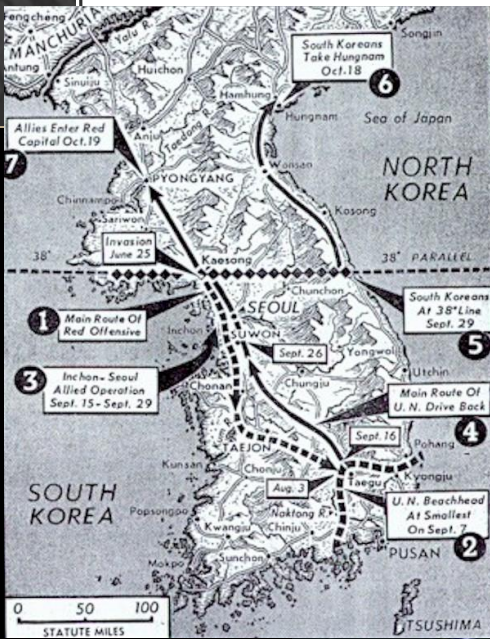 Fengcheng
MANCHURIA
Antung
Yalu R.
Songjin
Sinuiju
Huichon
South Koreans
Take Hungnam
Oct.18
6
Hamhung
Hungnam
Sea of Japan
Allies Enter Red
Capital Oct.19
7
Anju
Taedong R.
PYONGYANG
Wonsan
NORTH
KOREA
Chinnampo
Sariwon
Kosong
Invasion
June 25
Kaesong
38°
38° PARALLEL
1
Main Route Of
Red Offensive
SEOUL
Chunchon
South Koreans
At 38° Line
Sept. 29
5
Inchon
SUWON
Sept. 26
Yongwol
Utchin
3
Inchon-Seoul
Allied Operation
Sept. 15-Sept. 29
Chonan
Chungju
Main Route Of
U.N. Drive Back
4
TAEJON
Sept. 16
Pohang
Kunsan
Chonju
Aug. 3
Taegu
Kyongju
SOUTH
KOREA
Popsongpo
Naktong R.
U.N. Beachhead
At Smallest
On Sept. 7
2
Kwangju
Chinju
PUSAN
Mokpo
Sunchon
0 50 100
STATUTE MILES
TSUSHIMA